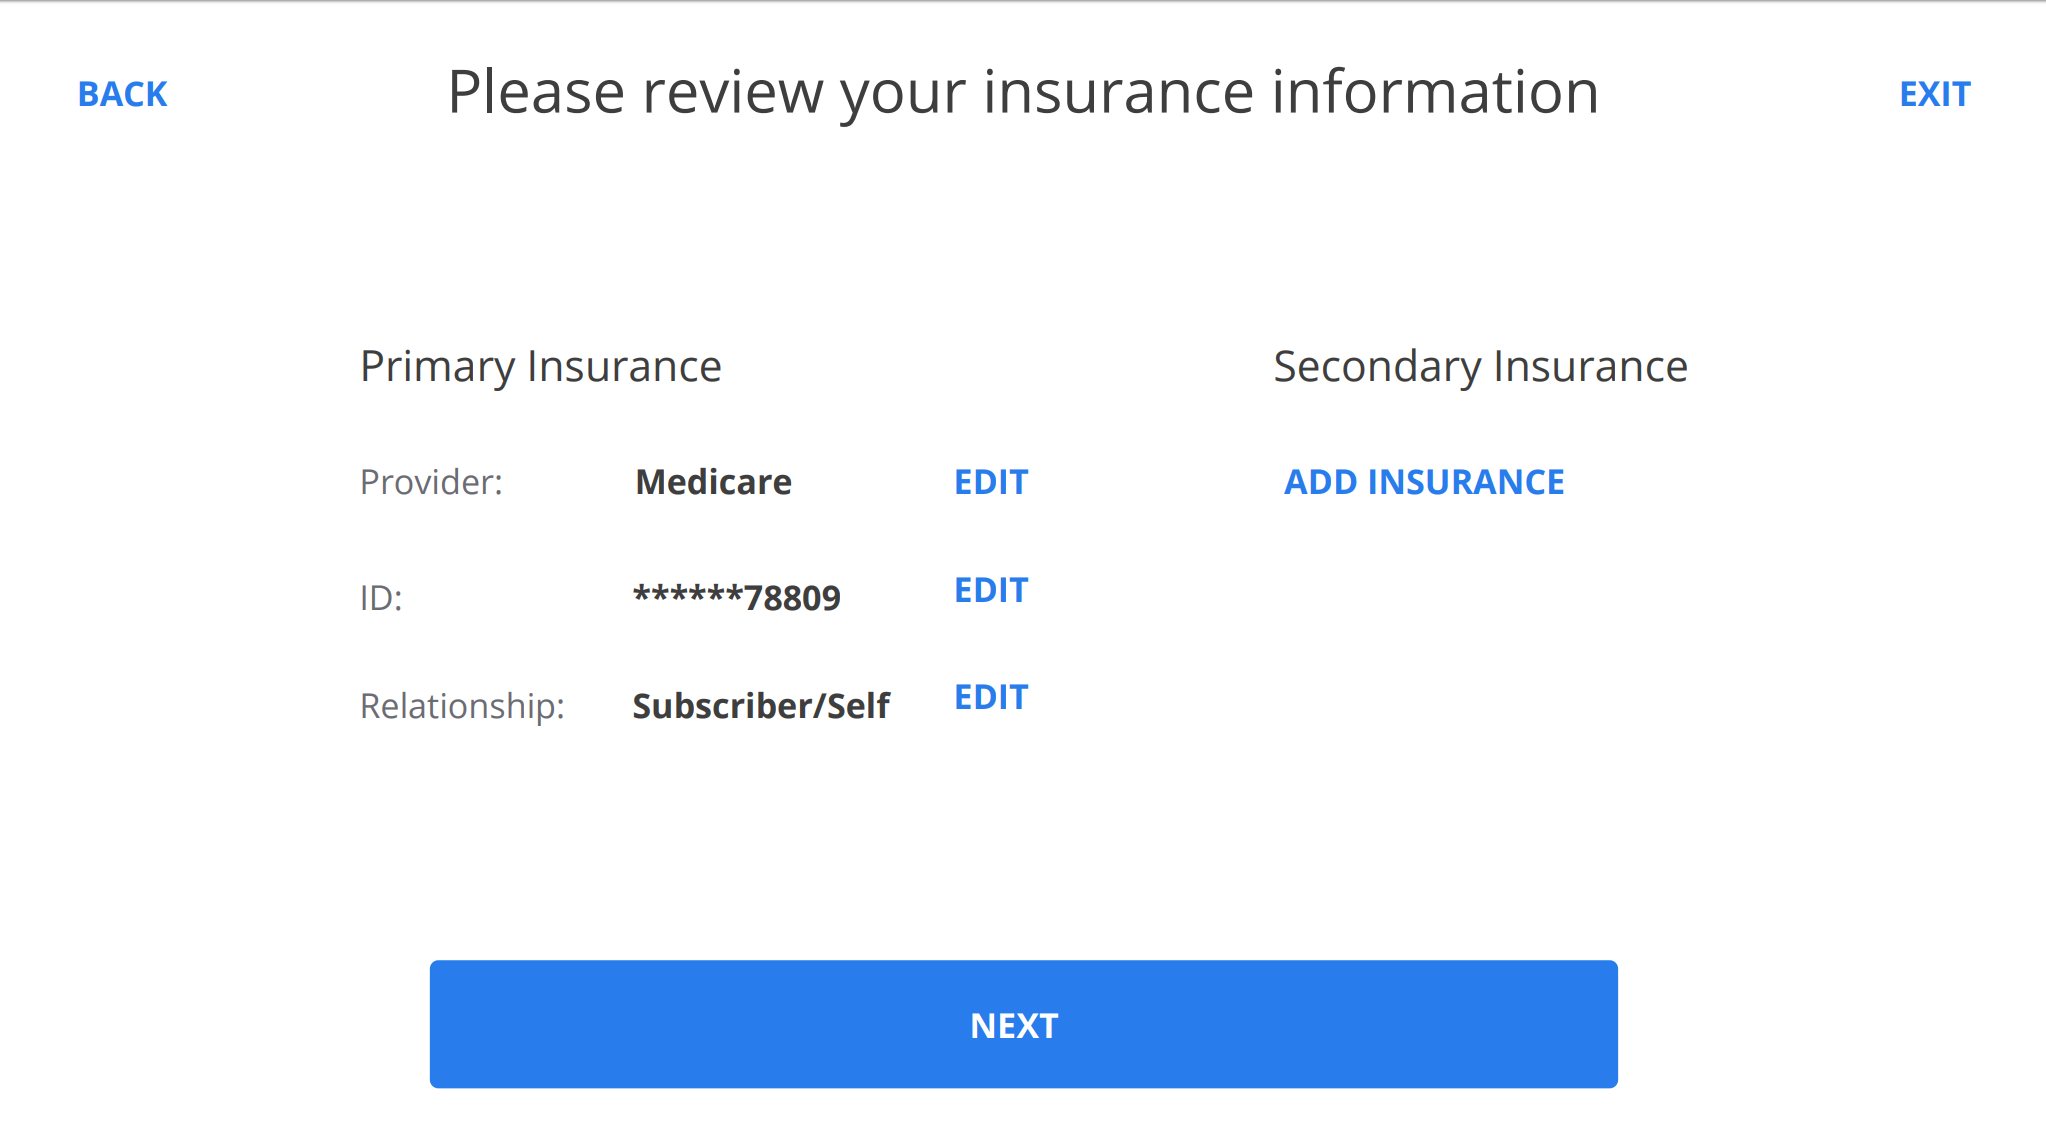 BACK
Please review your insurance information
EXIT
Primary Insurance
Provider: Medicare EDIT
ID: ******78809 EDIT
Relationship: Subscriber/Self EDIT
Secondary Insurance
ADD INSURANCE
NEXT